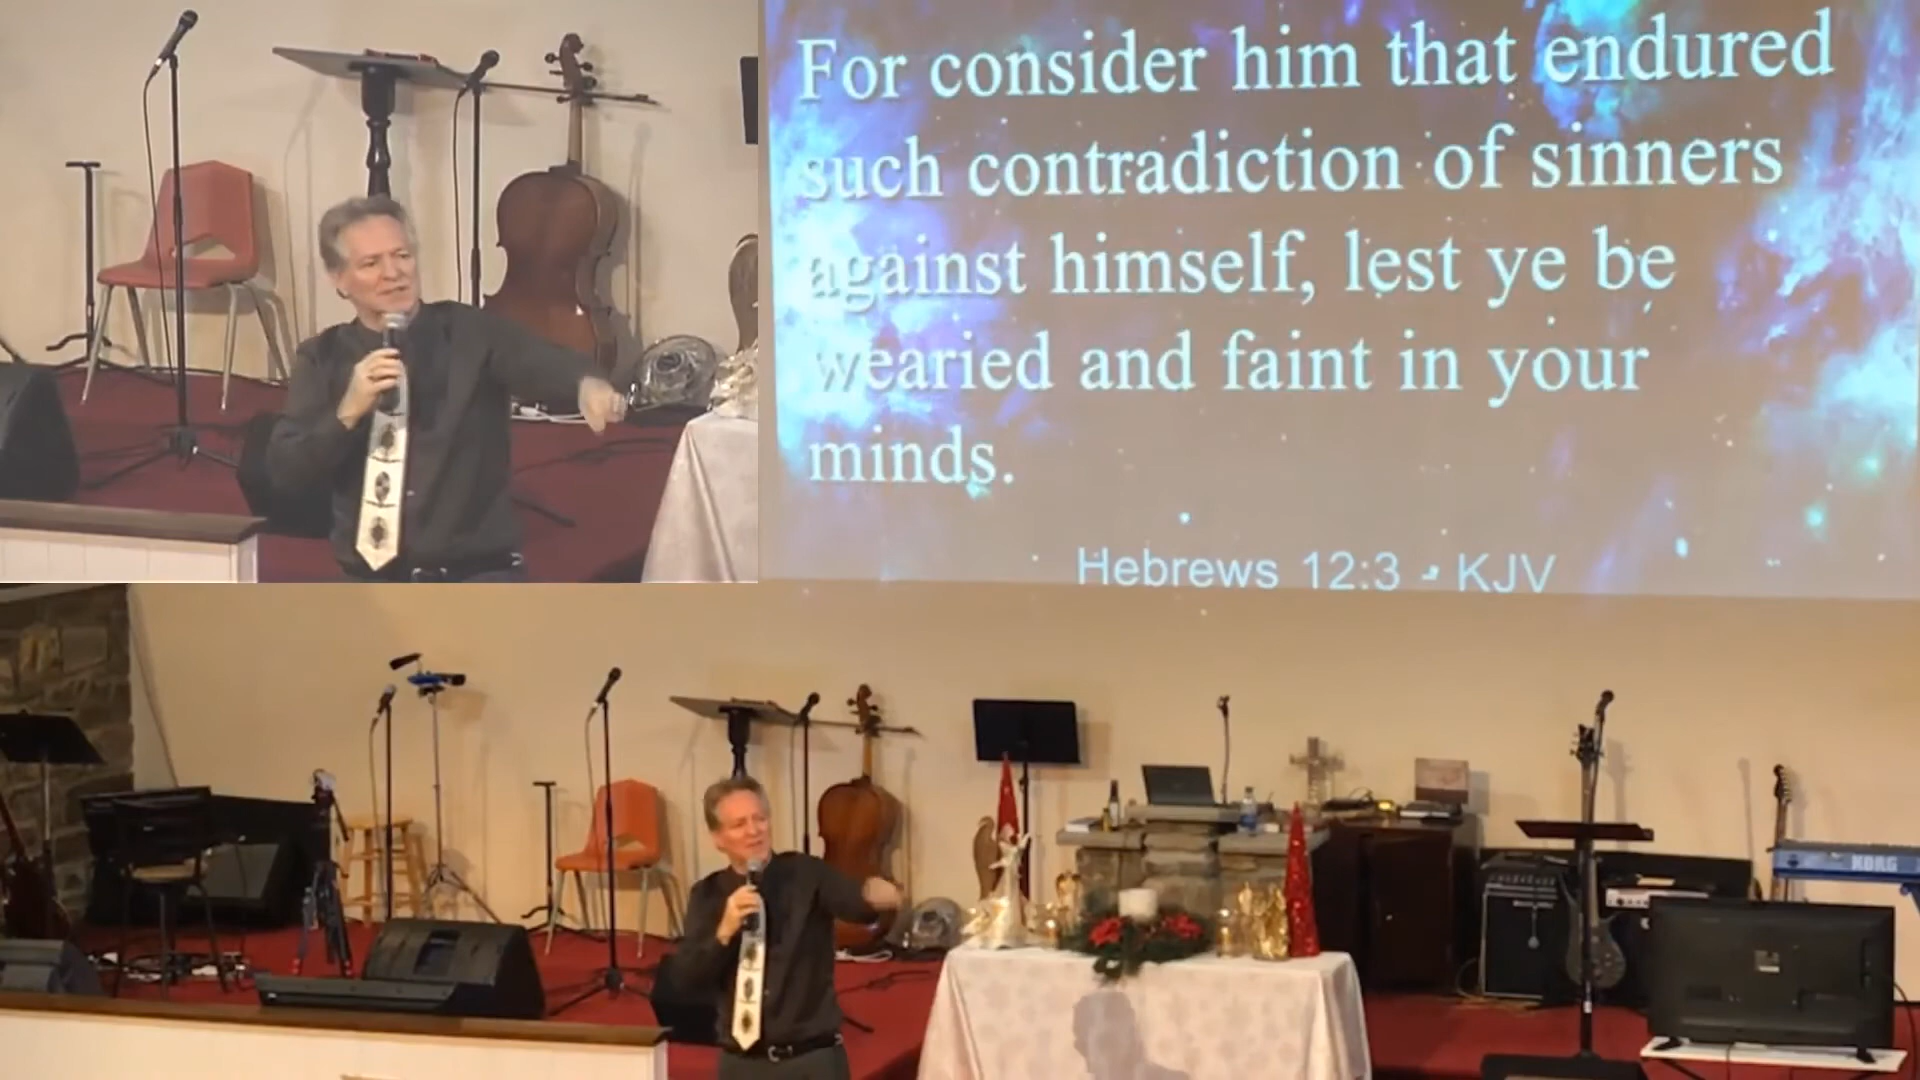 For consider him that endured
such contradiction of sinners
against himself, lest ye be
wearied and faint in your
minds.
Hebrews 12:3 - KJV
KORG